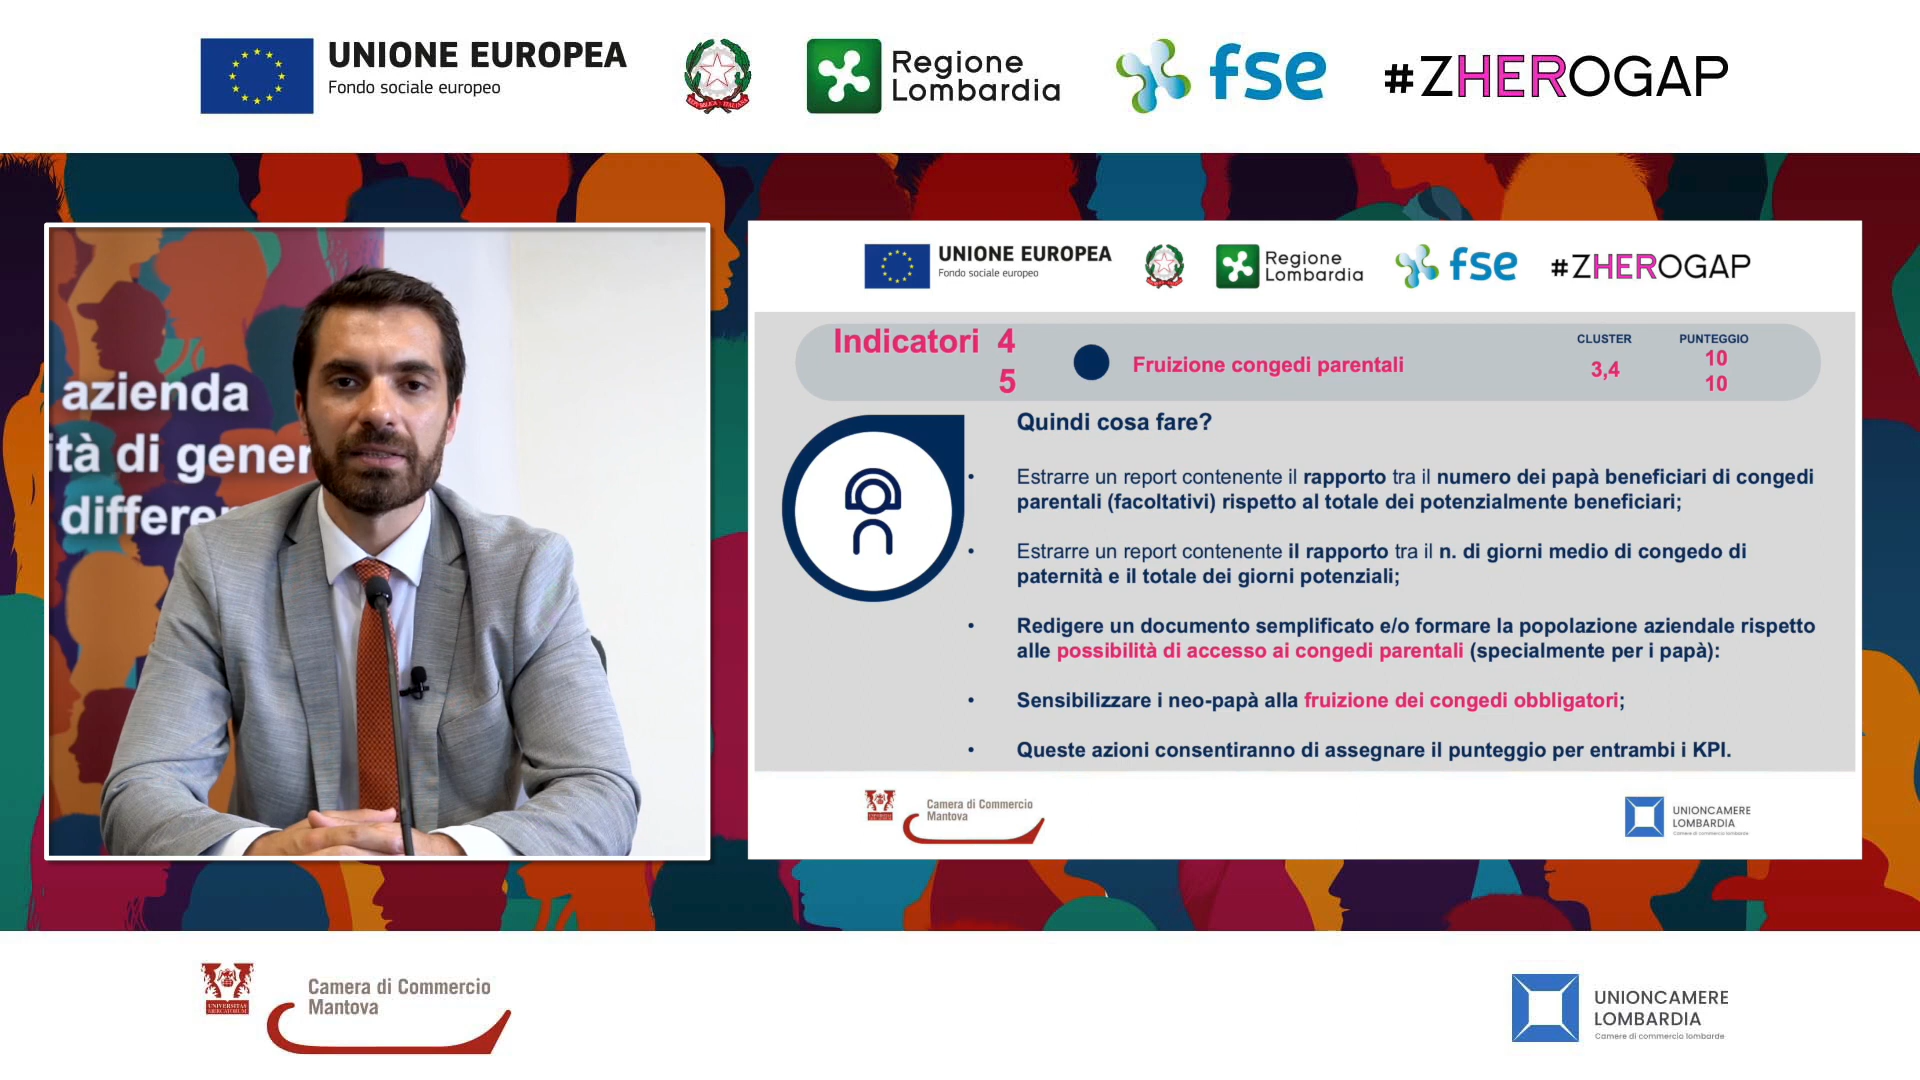 UNIONE EUROPEA
Fondo sociale europeo
Regione
Lombardia
fse
#ZHEROGAP
azienda
ità di gener
differe
UNIONE EUROPEA
Fondo sociale europeo
Regione
Lombardia
fse
#ZHEROGAP
Indicatori 4
5
Fruizione congedi parentali
CLUSTER
3,4
PUNTEGGIO
10
10
Quindi cosa fare?
• Estrarre un report contenente il rapporto tra il numero dei papà beneficiari di congedi
parentali (facoltativi) rispetto al totale dei potenzialmente beneficiari;
• Estrarre un report contenente il rapporto tra il n. di giorni medio di congedo di
paternità e il totale dei giorni potenziali;
• Redigere un documento semplificato e/o formare la popolazione aziendale rispetto
alle possibilità di accesso ai congedi parentali (specialmente per i papà):
• Sensibilizzare i neo-papà alla fruizione dei congedi obbligatori;
• Queste azioni consentiranno di assegnare il punteggio per entrambi i KPI.
Camera di Commercio
Mantova
UNIONCAMERE
LOMBARDIA
Camere di commercio lombarde
UNIVERSITAS
MERCATORUM
Camera di Commercio
Mantova
UNIONCAMERE
LOMBARDIA
Camere di commercio lombarde